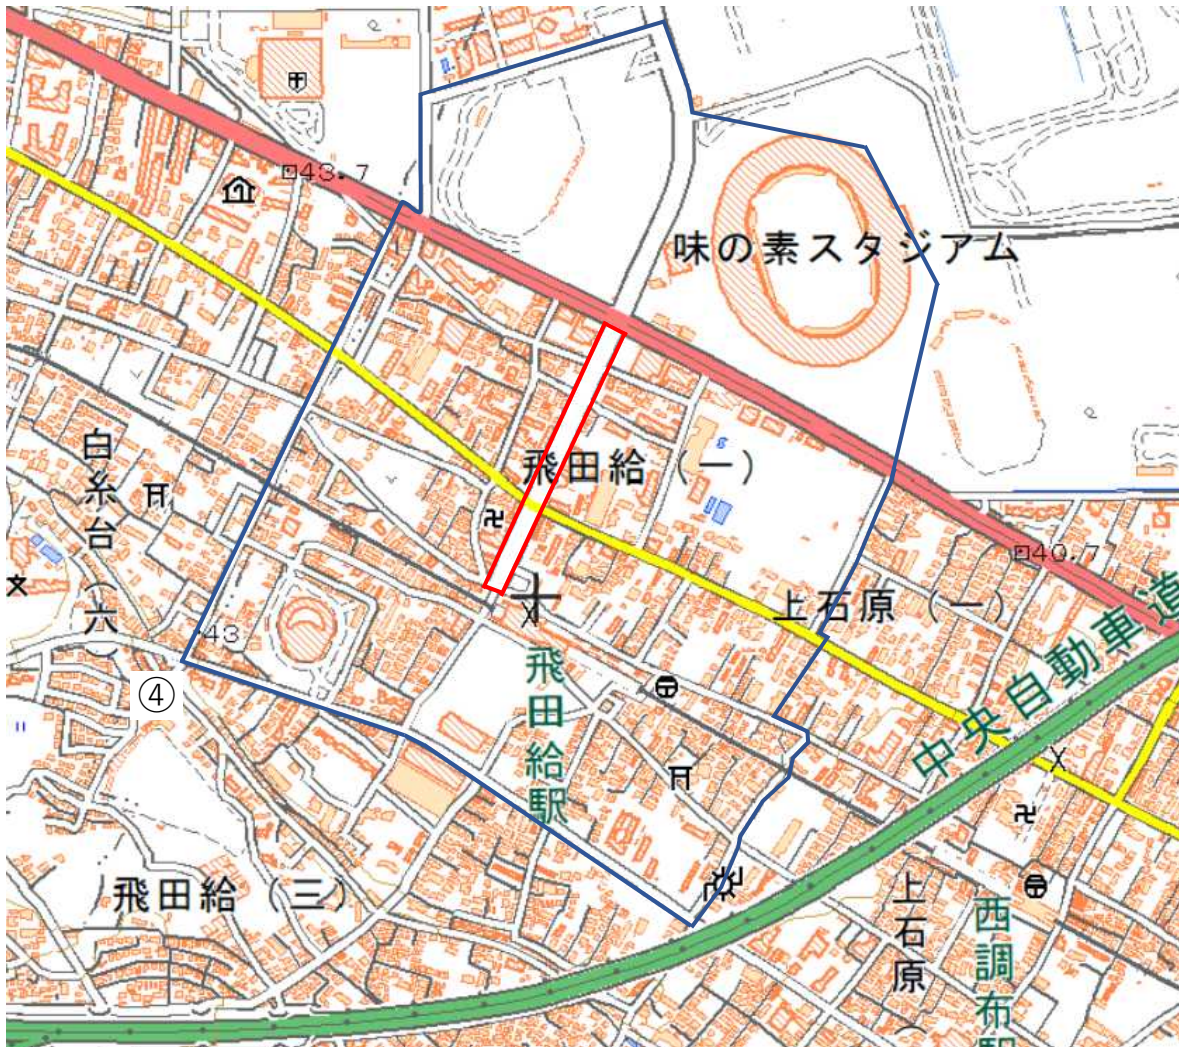 43.7
味の素スタジアム
飛田給（一）
白糸台（六）
40.7
上石原（一）
中央自動車道
43
④
飛田給駅
飛田給（三）
上石原（
西調布駅